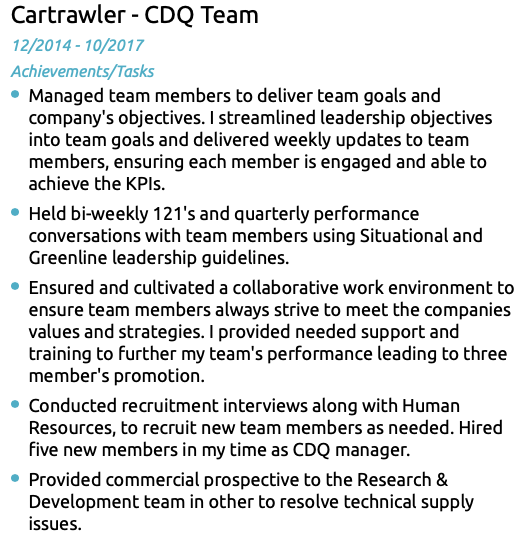 Cartrawler - CDQ Team
12/2014 - 10/2017
Achievements/Tasks
Managed team members to deliver team goals and
company's objectives. I streamlined leadership objectives
into team goals and delivered weekly updates to team
members, ensuring each member is engaged and able to
achieve the KPIs.
Held bi-weekly 121's and quarterly performance
conversations with team members using Situational and
Greenline leadership guidelines.
Ensured and cultivated a collaborative work environment to
ensure team members always strive to meet the companies
values and strategies. I provided needed support and
training to further my team's performance leading to three
member's promotion.
Conducted recruitment interviews along with Human
Resources, to recruit new team members as needed. Hired
five new members in my time as CDQ manager.
Provided commercial prospective to the Research &
Development team in other to resolve technical supply
issues.